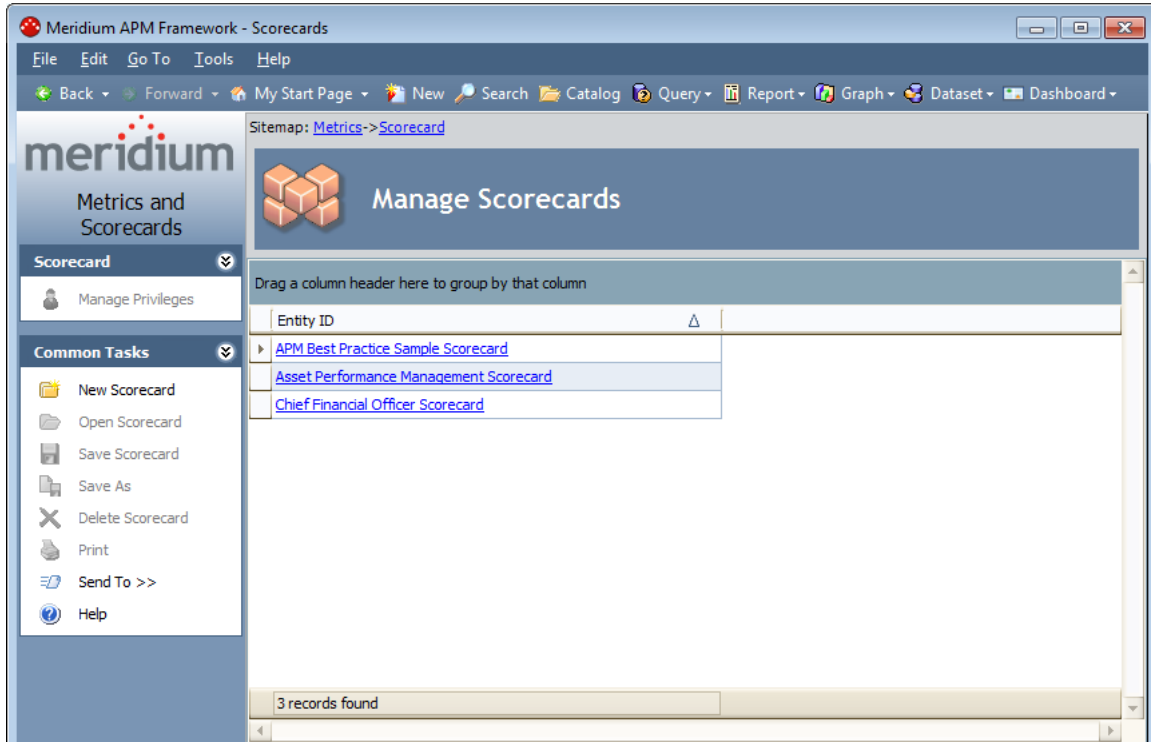 Meridium APM Framework - Scorecards
File Edit Go To Tools Help
Back Forward My Start Page New Search Catalog Query Report Graph Dataset Dashboard
meridium
Metrics and
Scorecards
Scorecard
Manage Privileges
Common Tasks
New Scorecard
Open Scorecard
Save Scorecard
Save As
Delete Scorecard
Print
Send To >>
Help
Sitemap: Metrics->Scorecard
Manage Scorecards
Drag a column header here to group by that column
Entity ID
APM Best Practice Sample Scorecard
Asset Performance Management Scorecard
Chief Financial Officer Scorecard
3 records found